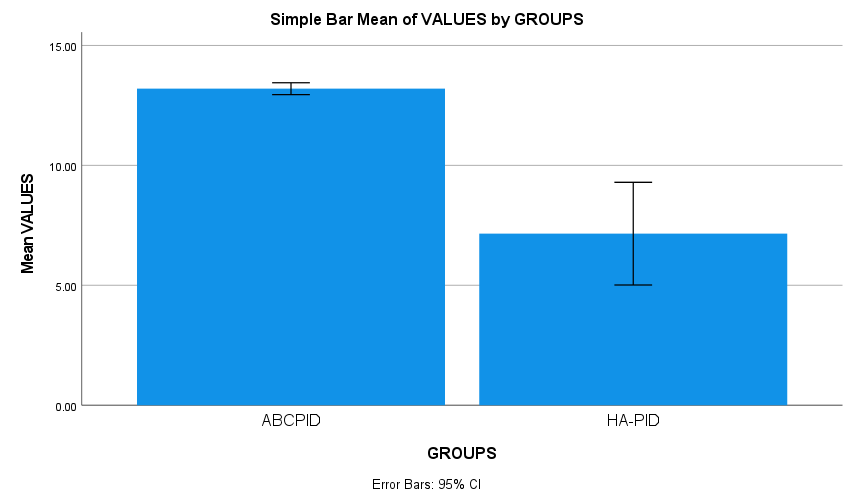 Simple Bar Mean of VALUES by GROUPS
15.00
10.00
5.00
0.00
Mean VALUES
ABCPID
HA-PID
GROUPS
Error Bars: 95% CI